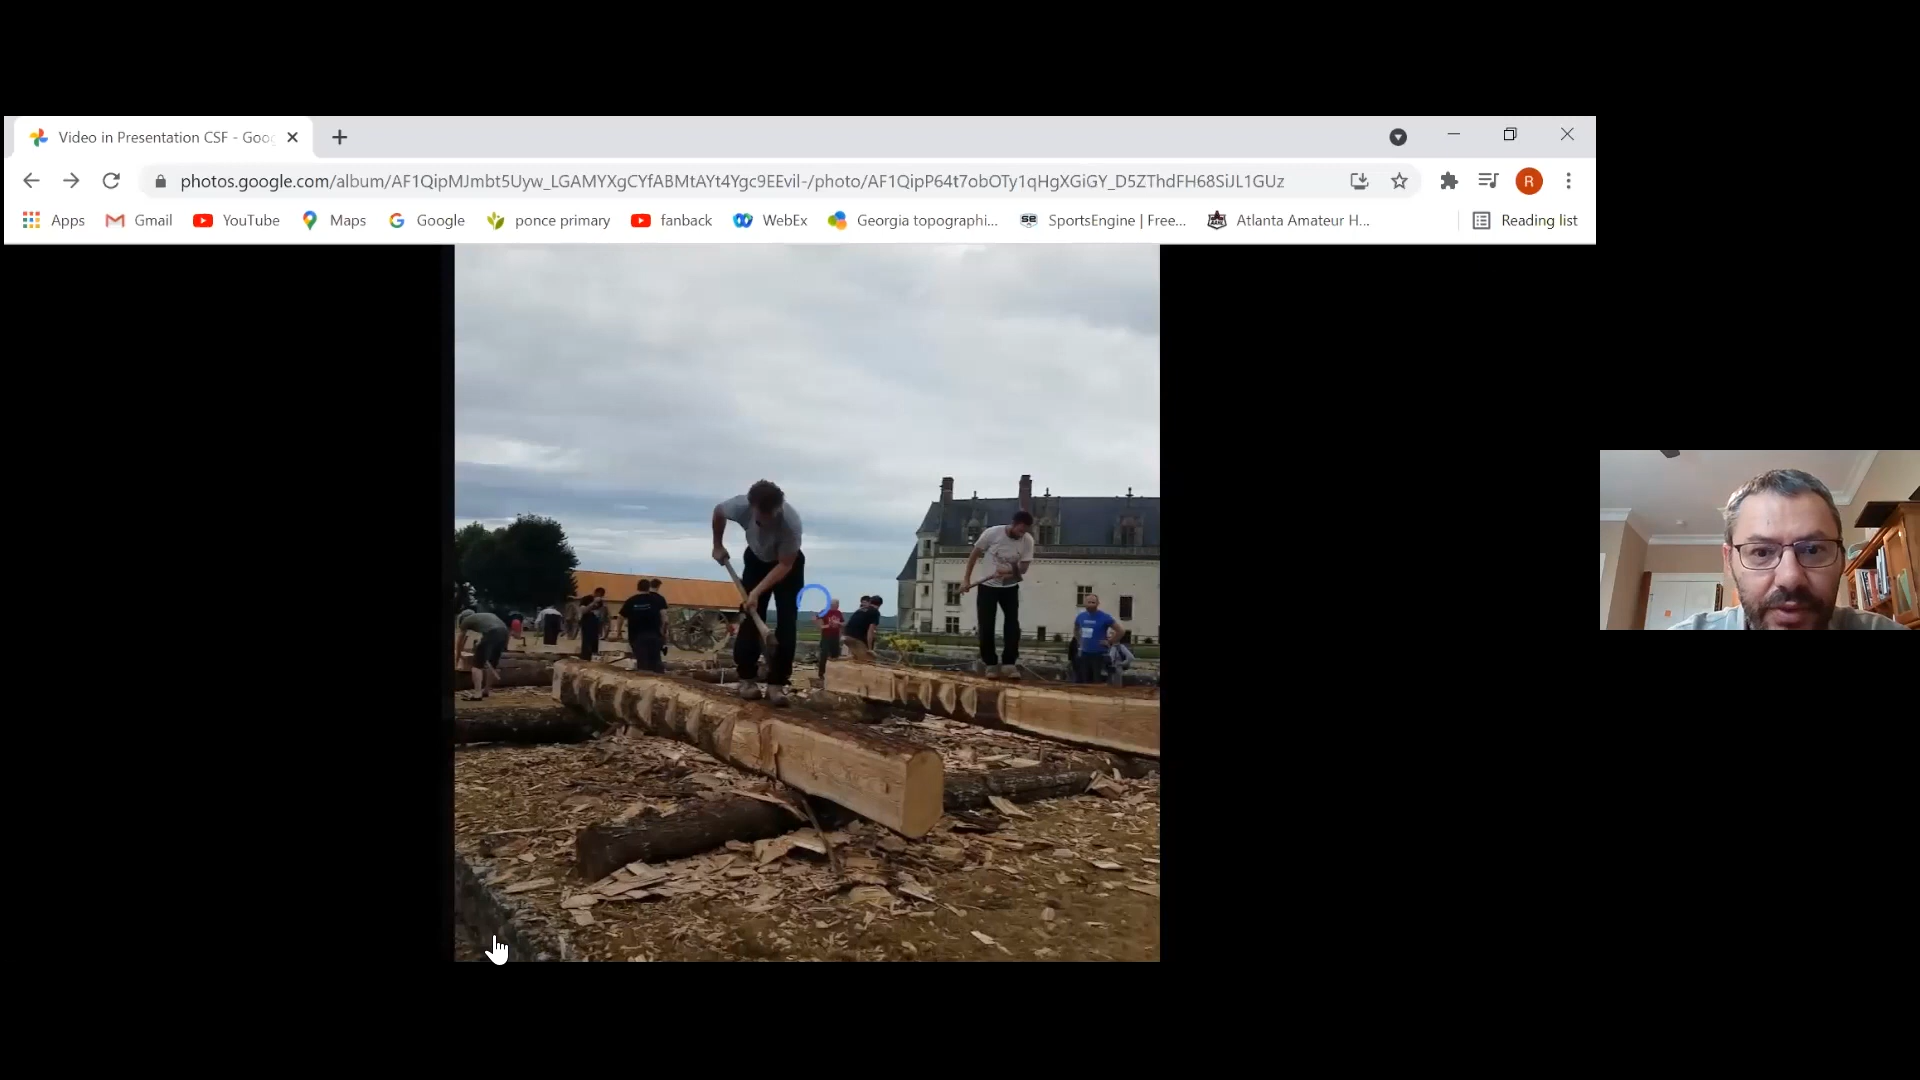 Video in Presentation CSF - Goo
photos.google.com/album/AF1QipMJmbt5Uyw_LGAMYXgCYfABMtAYt4Ygc9EEvil-/photo/AF1QipP64t7obOTy1qHgXGiGY_D5ZThdFH68SiJL1GUz
R
Apps Gmail YouTube Maps Google ponce primary fanback WebEx Georgia topographi... SE SportsEngine | Free... Atlanta Amateur H... Reading list